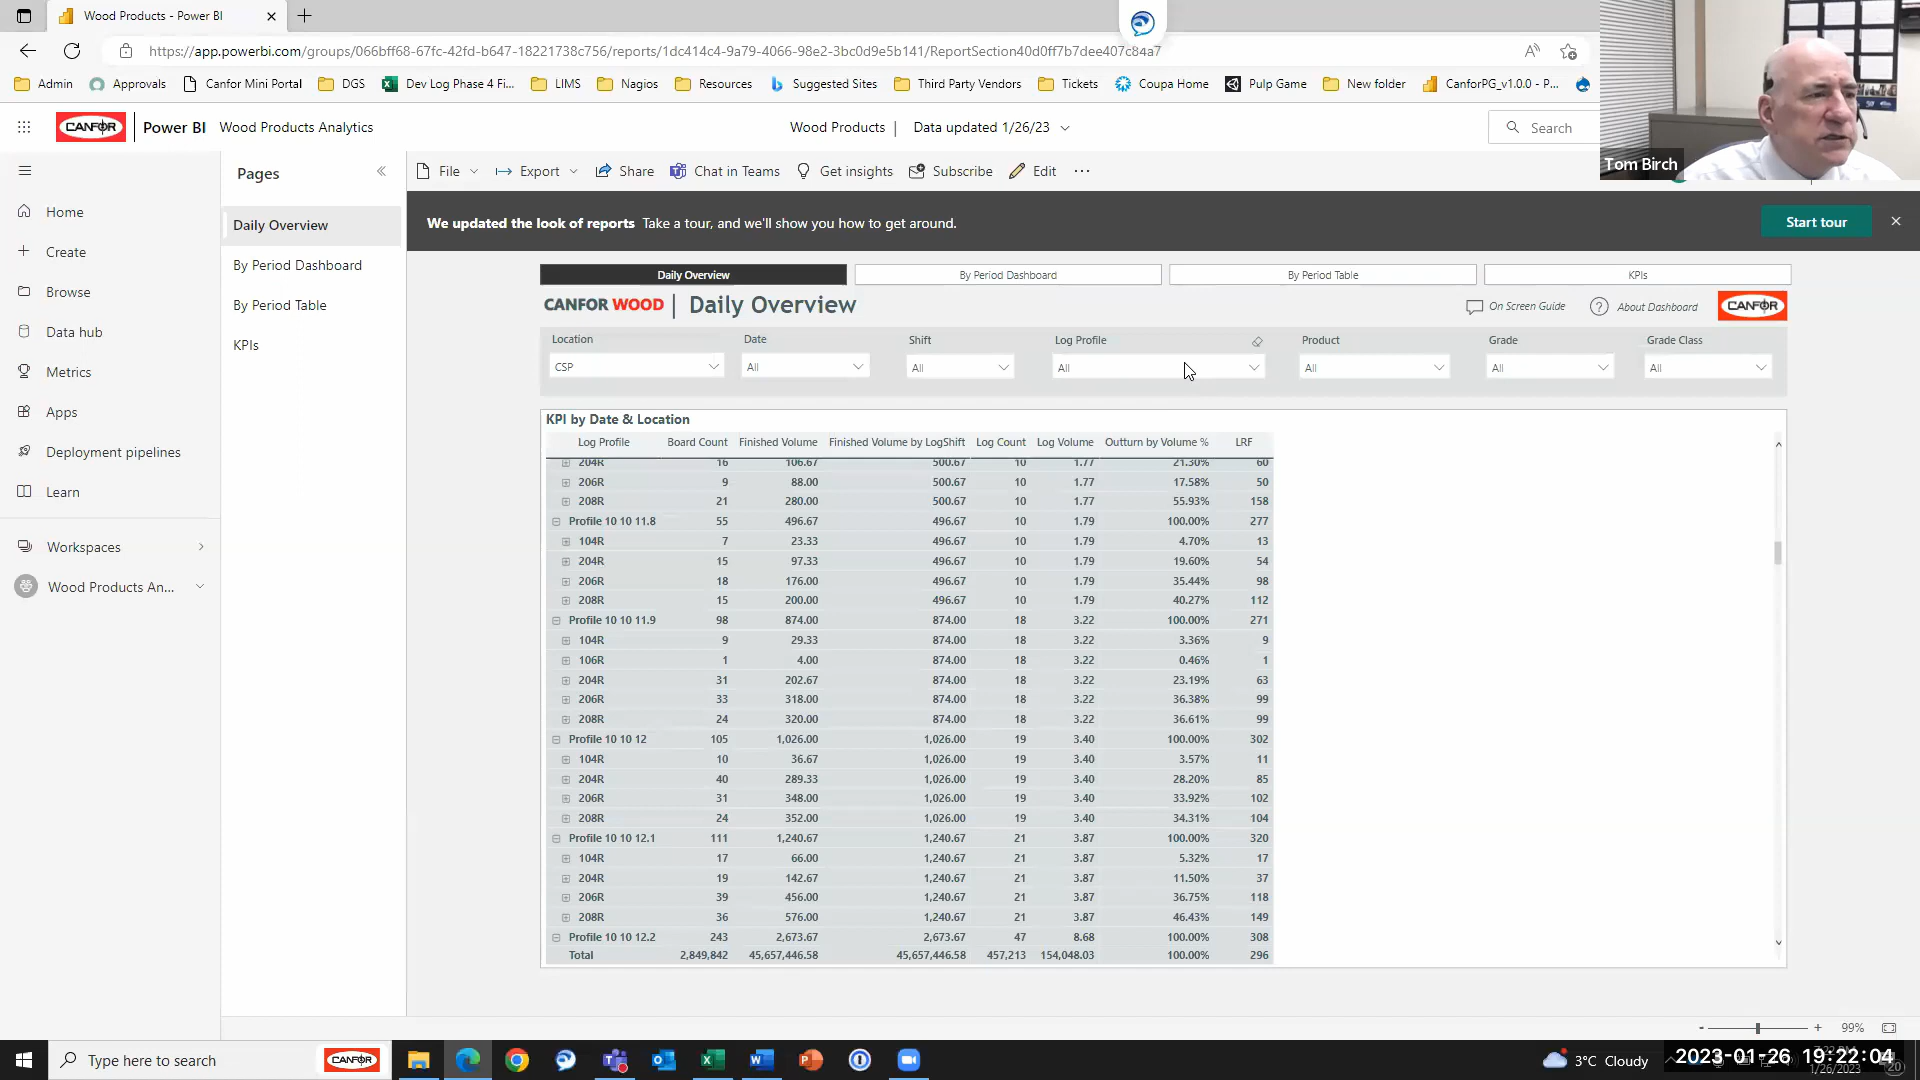 Wood Products - Power BI
https://app.powerbi.com/groups/066bff68-67fc-42fd-b647-18221738c756/reports/1dc414c4-9a79-4066-98e2-3bc0d9e5b141/ReportSection40d0ff7b7dee407c84a7
Admin Approvals Canfor Mini Portal DGS Dev Log Phase 4 Fi... LIMS Nagios Resources Suggested Sites Third Party Vendors Tickets Coupa Home Pulp Game New folder CanforPG_v1.0.0 - P...
CANFOR Power BI Wood Products Analytics Wood Products | Data updated 1/26/23 Search
Tom Birch
Pages
File Export Share Chat in Teams Get insights Subscribe Edit
Home
Create
Browse
Data hub
Metrics
Apps
Deployment pipelines
Learn
Workspaces
Wood Products An...
Daily Overview
By Period Dashboard
By Period Table
KPIs
We updated the look of reports Take a tour, and we'll show you how to get around. Start tour
Daily Overview By Period Dashboard By Period Table KPIs
CANFOR WOOD | Daily Overview On Screen Guide About Dashboard CANFOR
Location Date Shift Log Profile Product Grade Grade Class
CSP All All All All All All
KPI by Date & Location
Log Profile Board Count Finished Volume Finished Volume by LogShift Log Count Log Volume Outturn by Volume % LRF
204R 16 106.67 500.67 10 1.77 21.30% 60
206R 9 88.00 500.67 10 1.77 17.58% 50
208R 21 280.00 500.67 10 1.77 55.93% 158
Profile 10 10 11.8 55 496.67 496.67 10 1.79 100.00% 277
104R 7 23.33 496.67 10 1.79 4.70% 13
204R 15 97.33 496.67 10 1.79 19.60% 54
206R 18 176.00 496.67 10 1.79 35.44% 98
208R 15 200.00 496.67 10 1.79 40.27% 112
Profile 10 10 11.9 98 874.00 874.00 18 3.22 100.00% 271
104R 9 29.33 874.00 18 3.22 3.36% 9
106R 1 4.00 874.00 18 3.22 0.46% 1
204R 31 202.67 874.00 18 3.22 23.19% 63
206R 33 318.00 874.00 18 3.22 36.38% 99
208R 24 320.00 874.00 18 3.22 36.61% 99
Profile 10 10 12 105 1,026.00 1,026.00 19 3.40 100.00% 302
104R 10 36.67 1,026.00 19 3.40 3.57% 11
204R 40 289.33 1,026.00 19 3.40 28.20% 85
206R 31 348.00 1,026.00 19 3.40 33.92% 102
208R 24 352.00 1,026.00 19 3.40 34.31% 104
Profile 10 10 12.1 111 1,240.67 1,240.67 21 3.87 100.00% 320
104R 17 66.00 1,240.67 21 3.87 5.32% 17
204R 19 142.67 1,240.67 21 3.87 11.50% 37
206R 39 456.00 1,240.67 21 3.87 36.75% 118
208R 36 576.00 1,240.67 21 3.87 46.43% 149
Profile 10 10 12.2 243 2,673.67 2,673.67 47 8.68 100.00% 308
Total 2,849,842 45,657,446.58 45,657,446.58 457,213 154,048.03 100.00% 296
99%
Type here to search CANFOR 3°C Cloudy 2023-01-26 19:22:04
1/26/2023 20